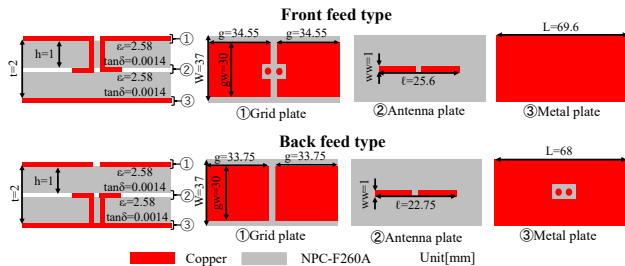 Front feed type
g=34.55 g=34.55
L=69.6
h=1
t=2
εᵣ=2.58
tanδ=0.0014
εᵣ=2.58
tanδ=0.0014
①
②
③
W=37
gw=30
ww=1
ℓ=25.6
①Grid plate
②Antenna plate
③Metal plate
Back feed type
g=33.75 g=33.75
L=68
h=1
t=2
εᵣ=2.58
tanδ=0.0014
εᵣ=2.58
tanδ=0.0014
①
②
③
W=37
gw=30
ww=1
ℓ=22.75
①Grid plate
②Antenna plate
③Metal plate
Copper NPC-F260A Unit[mm]